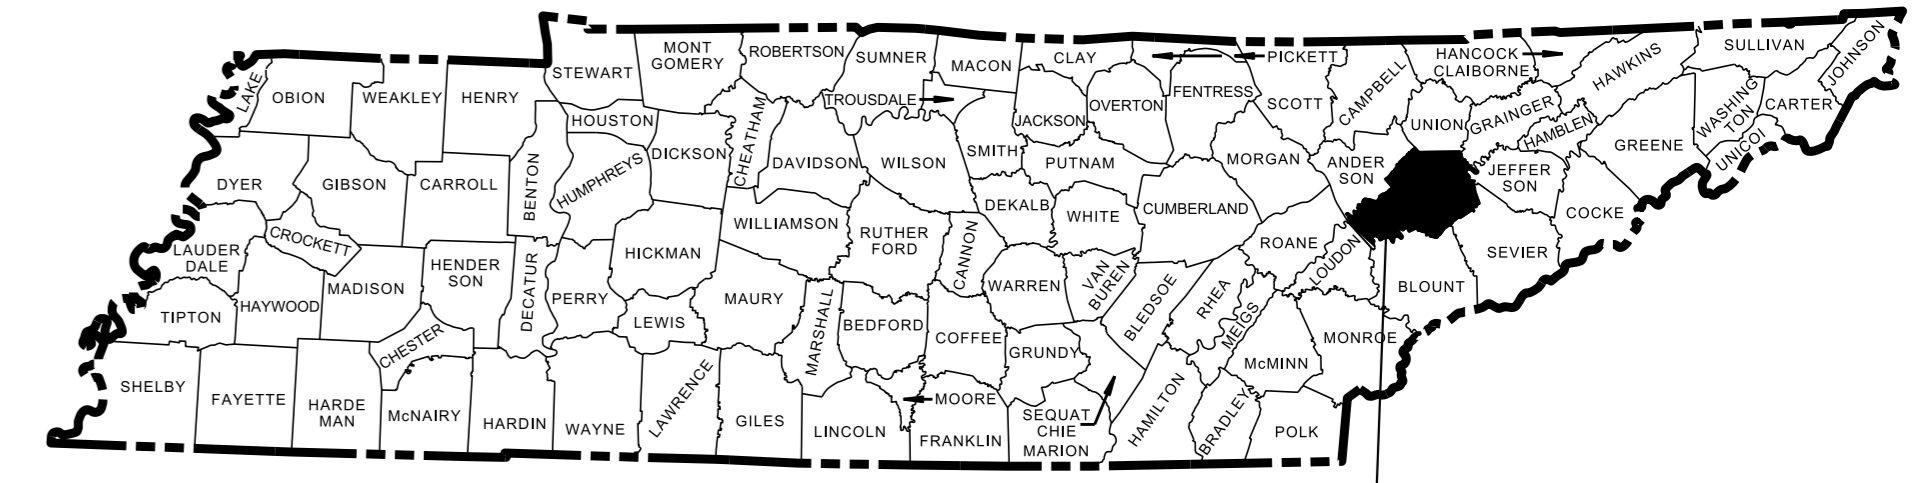 LAKE
OBION
WEAKLEY
HENRY
STEWART
MONT
GOMERY
ROBERTSON
SUMNER
MACON
CLAY
PICKETT
HANCOCK
CLAIBORNE
HAWKINS
SULLIVAN
JOHNSON
TROUSDALE
HOUSTON
CHEATHAM
JACKSON
OVERTON
FENTRESS
SCOTT
CAMPBELL
UNION
GRAINGER
HAMBLEN
WASHING
TON
CARTER
UNICOI
GREENE
DYER
GIBSON
CARROLL
BENTON
HUMPHREYS
DICKSON
DAVIDSON
WILSON
SMITH
PUTNAM
MORGAN
ANDER
SON
JEFFER
SON
COCKE
LAUDER
DALE
CROCKETT
HENDER
SON
DECATUR
HICKMAN
WILLIAMSON
RUTHER
FORD
CANNON
DEKALB
WHITE
CUMBERLAND
ROANE
LOUDON
SEVIER
BLOUNT
TIPTON
HAYWOOD
MADISON
CHESTER
PERRY
LEWIS
MAURY
MARSHALL
BEDFORD
COFFEE
WARREN
VAN
BUREN
BLEDSOE
RHEA
MEIGS
McMINN
MONROE
GRUNDY
SHELBY
FAYETTE
HARDE
MAN
McNAIRY
HARDIN
WAYNE
LAWRENCE
GILES
LINCOLN
MOORE
FRANKLIN
SEQUAT
CHIE
MARION
HAMILTON
BRADLEY
POLK